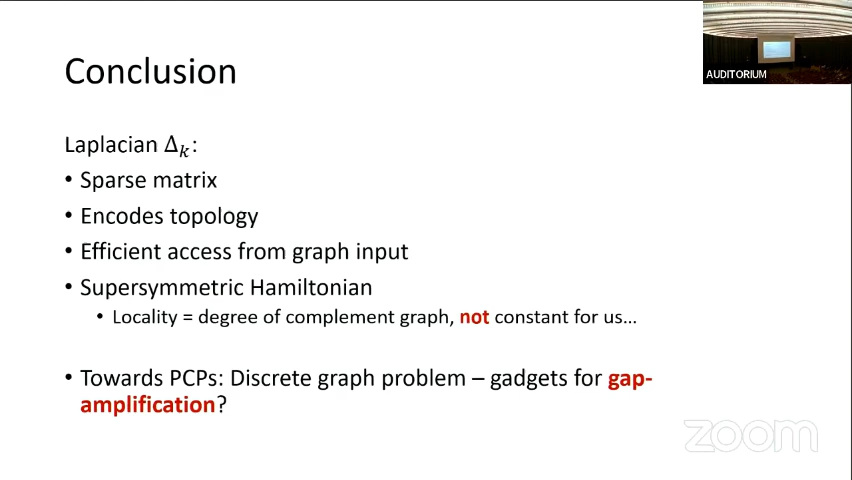 AUDITORIUM
Conclusion
Laplacian Δₖ:
• Sparse matrix
• Encodes topology
• Efficient access from graph input
• Supersymmetric Hamiltonian
• Locality = degree of complement graph, not constant for us…
• Towards PCPs: Discrete graph problem – gadgets for gap-
amplification?
zoom